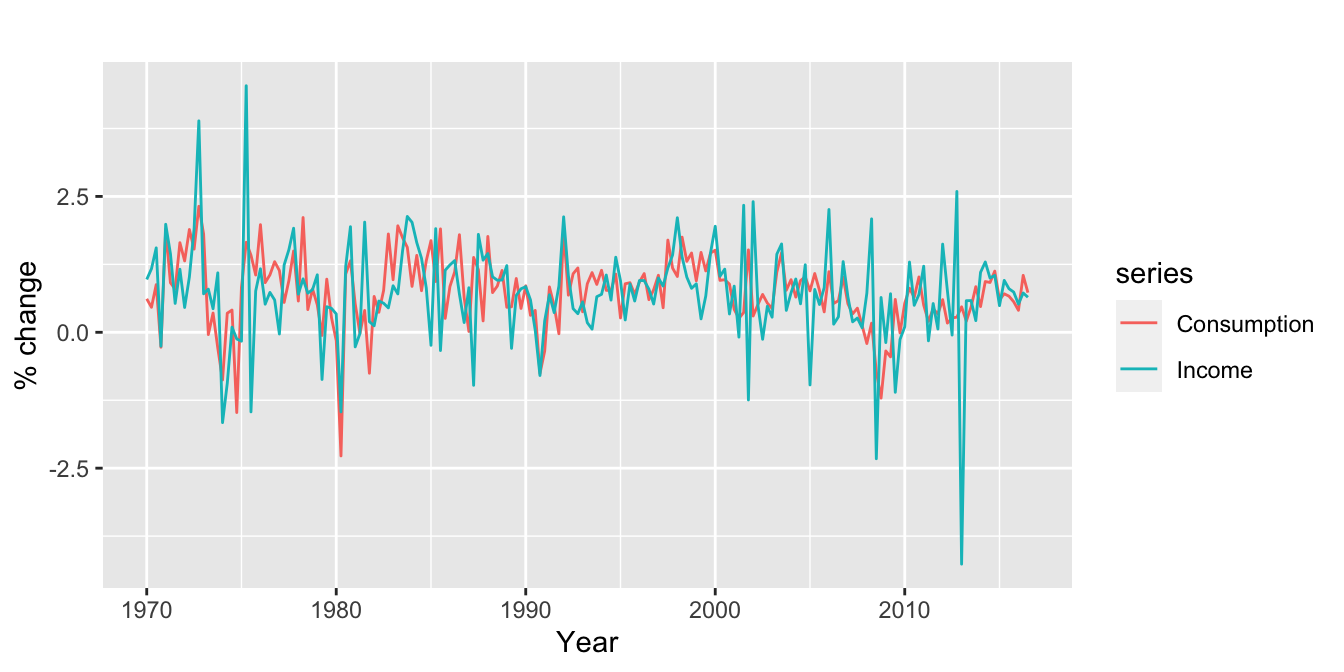 2.5
0.0
-2.5
% change
1970 1980 1990 2000 2010
Year
series
Consumption
Income